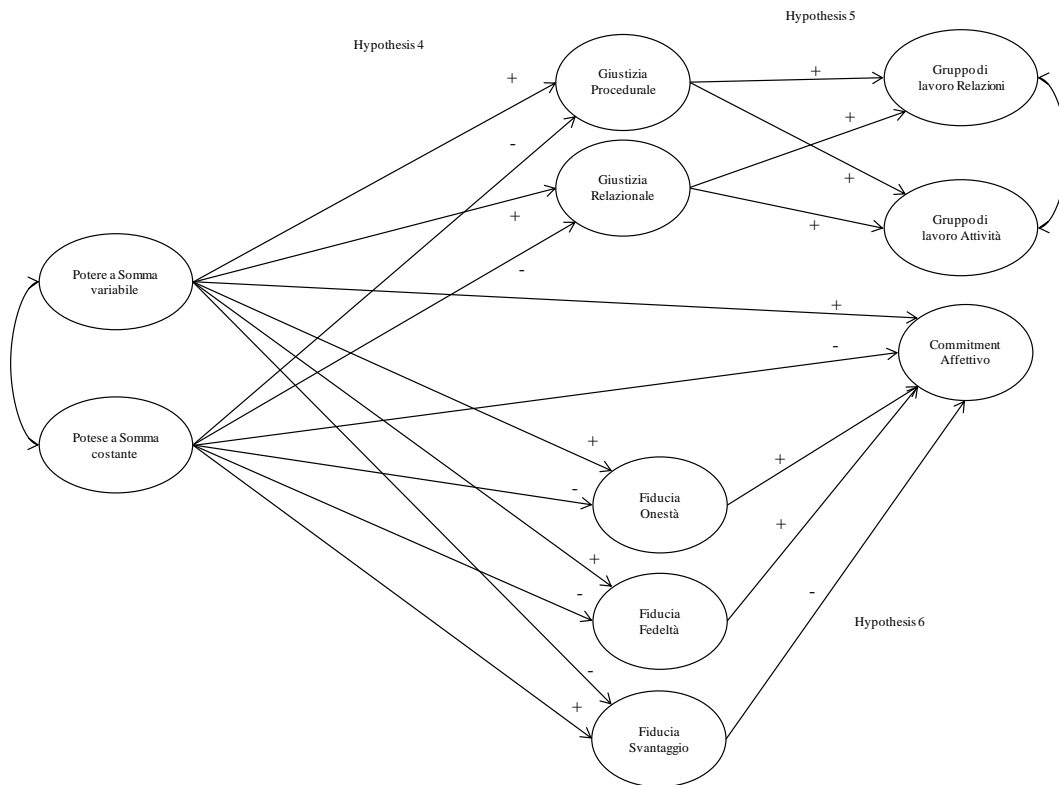 Hypothesis 4
Hypothesis 5
+
-
+
-
Giustizia
Procedurale
Giustizia
Relazionale
+
+
+
+
Gruppo di
lavoro Relazioni
Gruppo di
lavoro Attività
Potere a Somma
variabile
Potese a Somma
costante
+
-
Commitment
Affettivo
+
-
+
-
-
+
Fiducia
Onestà
Fiducia
Fedeltà
Fiducia
Svantaggio
+
+
-
Hypothesis 6